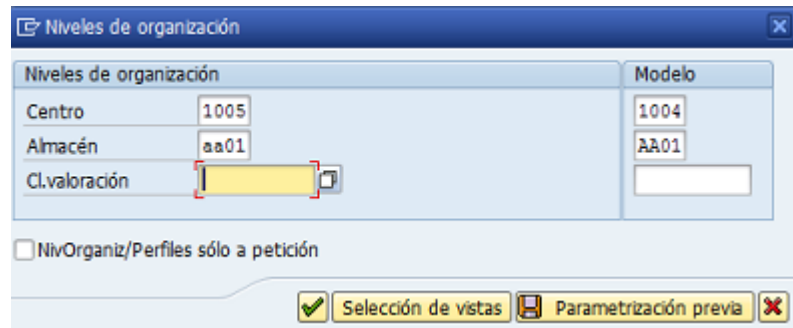 Niveles de organización
Niveles de organización Modelo
Centro 1005 1004
Almacén aa01 AA01
Cl.valoración
NivOrganiz/Perfiles sólo a petición
Selección de vistas Parametrización previa